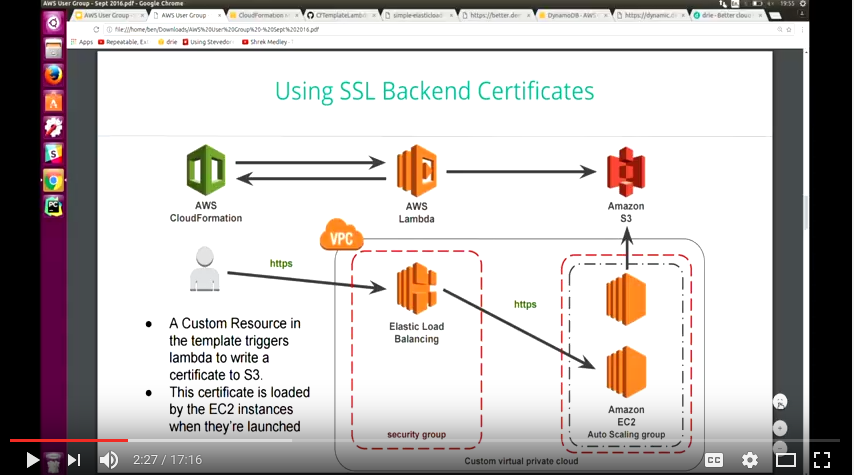 AWS User Group - Sept 2016.pdf - Google Chrome
19:55
AWS User Group
AWS User Group
CloudFormation
CFTemplateLamb
simple-elasticload
https://better.de
DynamoDB - AWS
https://dynamic.d
drie - Better clou
file:///home/ben/Downloads/AWS%20User%20Group%20-%20Sept%202016.pdf
Apps
Repeatable, Ex
drie
Using Stevedor
Shrek Medley -
Using SSL Backend Certificates
AWS
CloudFormation
AWS
Lambda
Amazon
S3
VPC
https
Elastic Load
Balancing
https
Amazon
EC2
Auto Scaling group
• A Custom Resource in
the template triggers
lambda to write a
certificate to S3.
• This certificate is loaded
by the EC2 instances
when they're launched
security group
Custom virtual private cloud
2:27 / 17:16
CC